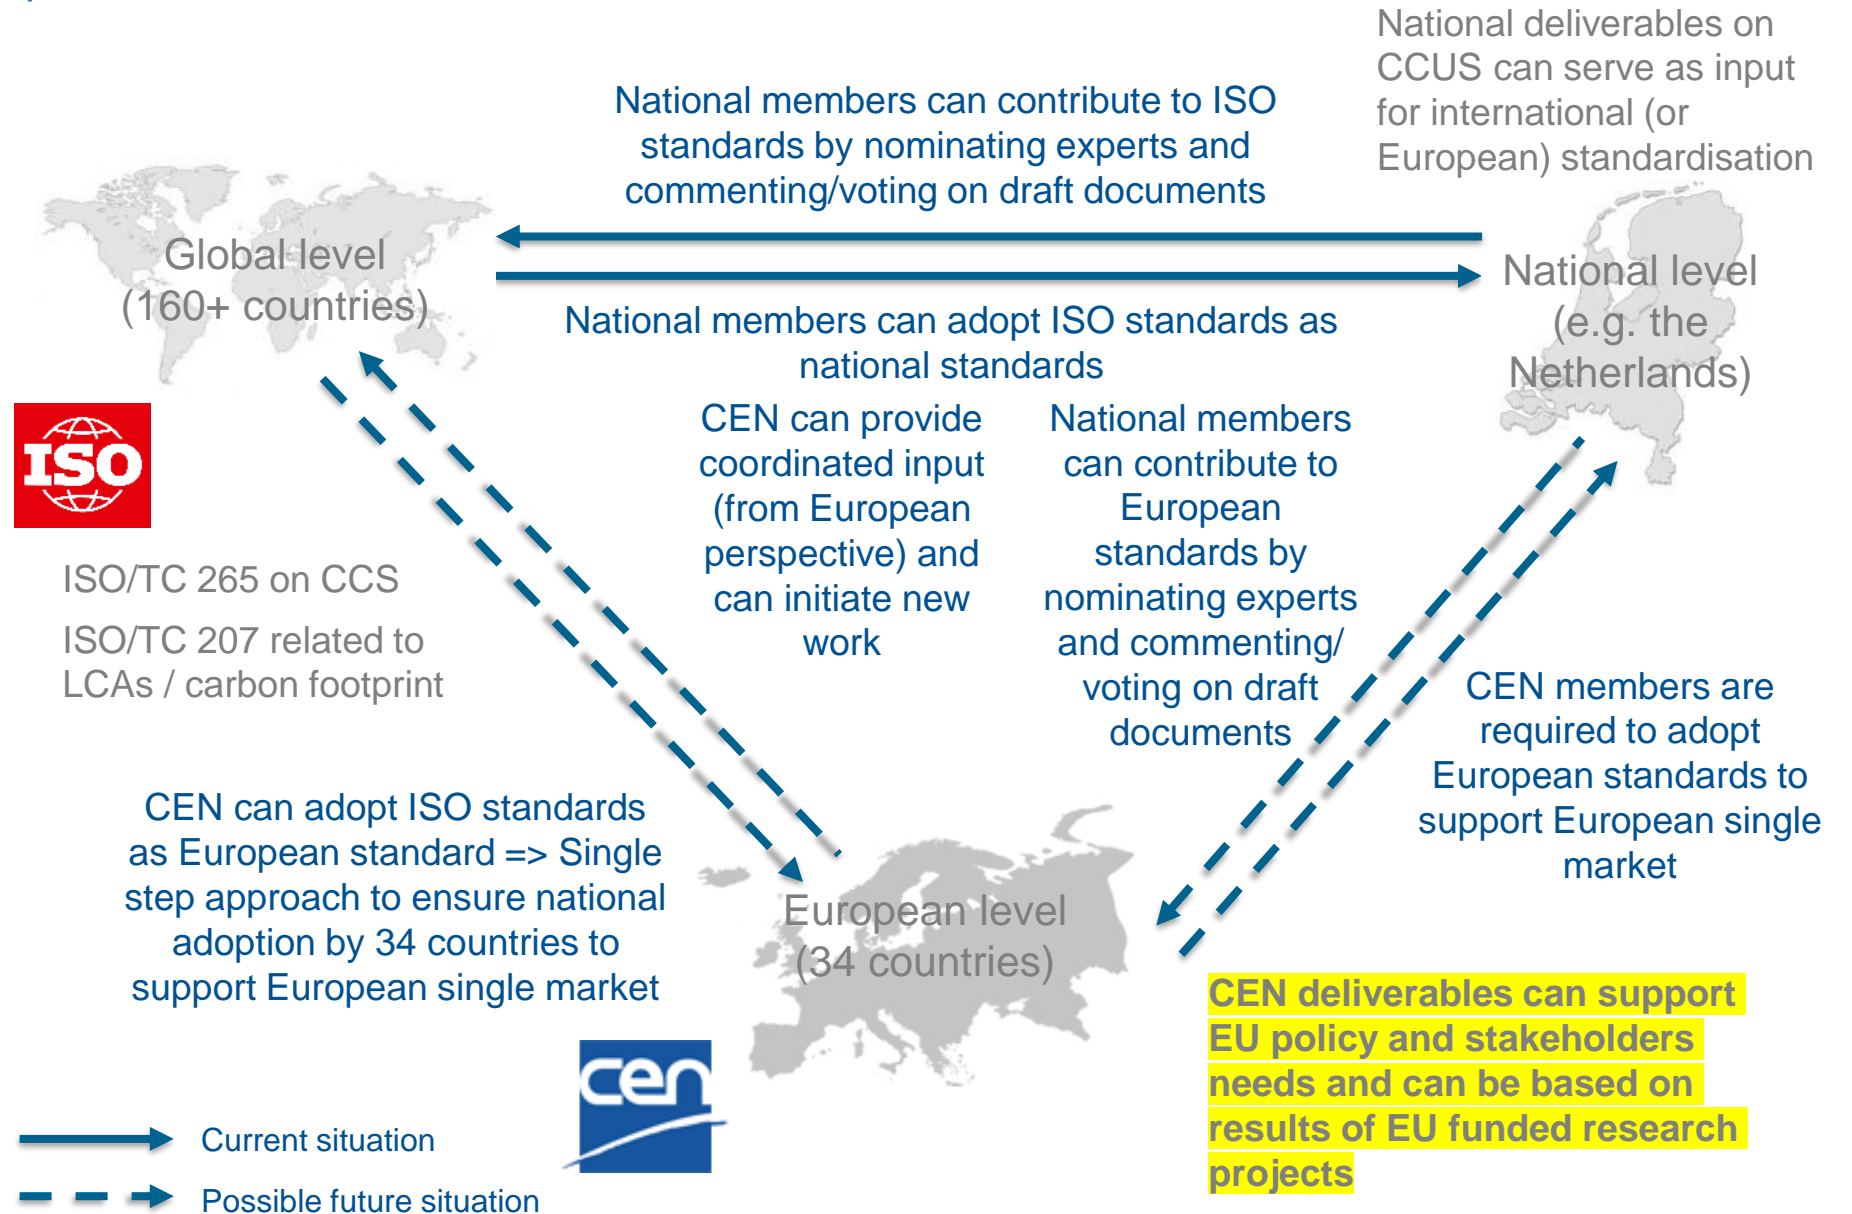 National deliverables on
CCUS can serve as input
for international (or
European) standardisation
National members can contribute to ISO
standards by nominating experts and
commenting/voting on draft documents
Global level
(160+ countries)
National level
(e.g. the
Netherlands)
National members can adopt ISO standards as
national standards
ISO
CEN can provide
coordinated input
(from European
perspective) and
can initiate new
work
National members
can contribute to
European
standards by
nominating experts
and commenting/
voting on draft
documents
ISO/TC 265 on CCS
ISO/TC 207 related to
LCAs / carbon footprint
CEN members are
required to adopt
European standards to
support European single
market
CEN can adopt ISO standards
as European standard => Single
step approach to ensure national
adoption by 34 countries to
support European single market
European level
(34 countries)
CEN deliverables can support
EU policy and stakeholders
needs and can be based on
results of EU funded research
projects
cen
Current situation
Possible future situation